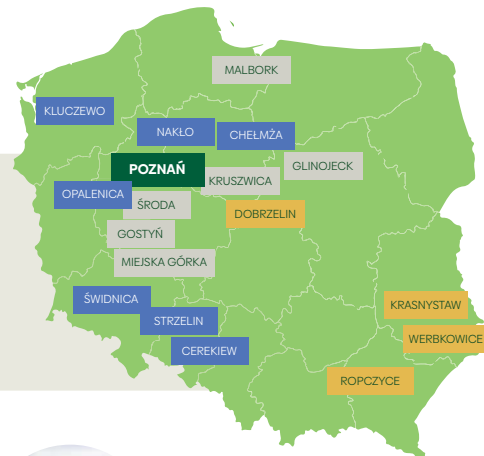 MALBORK
KLUCZEWO
NAKŁO
CHEŁMŻA
POZNAŃ
GLINOJECK
KRUSZWICA
OPALENICA
ŚRODA
DOBRZELIN
GOSTYŃ
MIEJSKA GÓRKA
ŚWIDNICA
KRASNYSTAW
STRZELIN
WERBKOWICE
CEREKIEW
ROPCZYCE